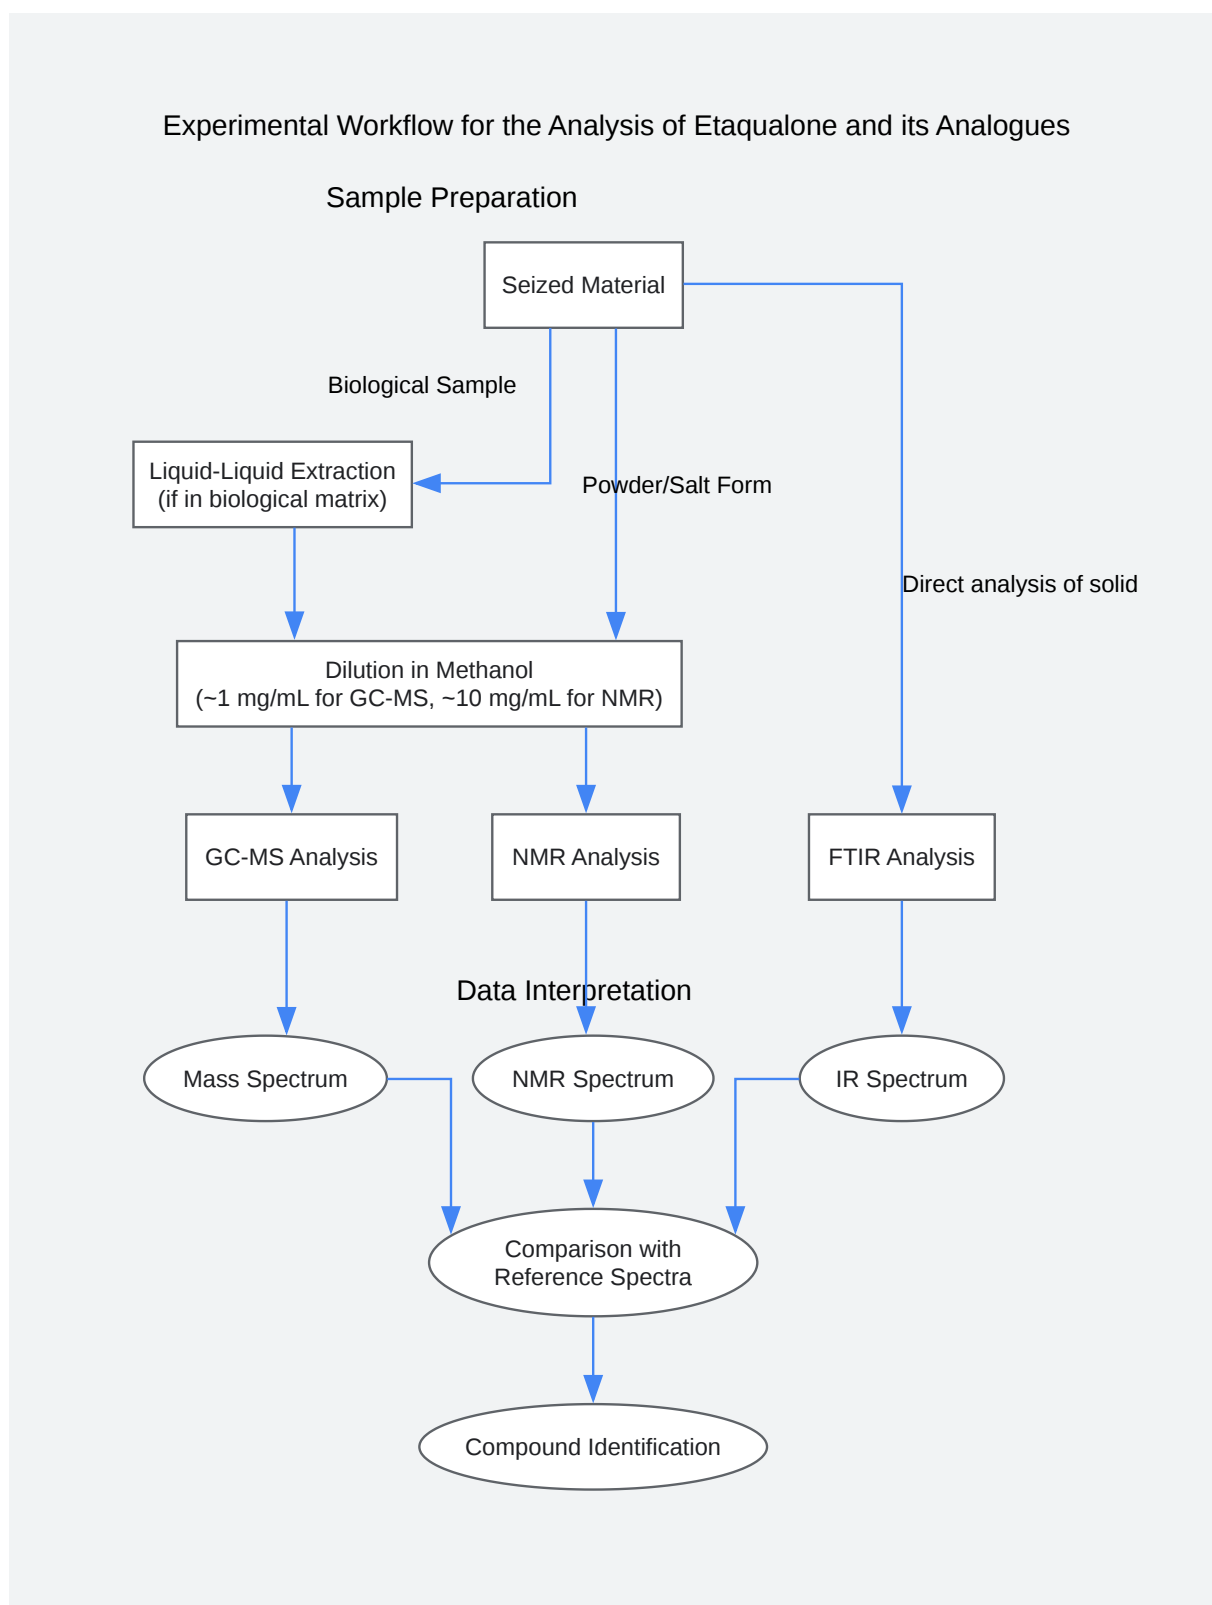 Experimental Workflow for the Analysis of Etaqualone and its Analogues
Sample Preparation
Seized Material
Biological Sample
Liquid-Liquid Extraction
(if in biological matrix)
Powder/Salt Form
Direct analysis of solid
Dilution in Methanol
(~1 mg/mL for GC-MS, ~10 mg/mL for NMR)
GC-MS Analysis
NMR Analysis
FTIR Analysis
Data Interpretation
Mass Spectrum
NMR Spectrum
IR Spectrum
Comparison with
Reference Spectra
Compound Identification